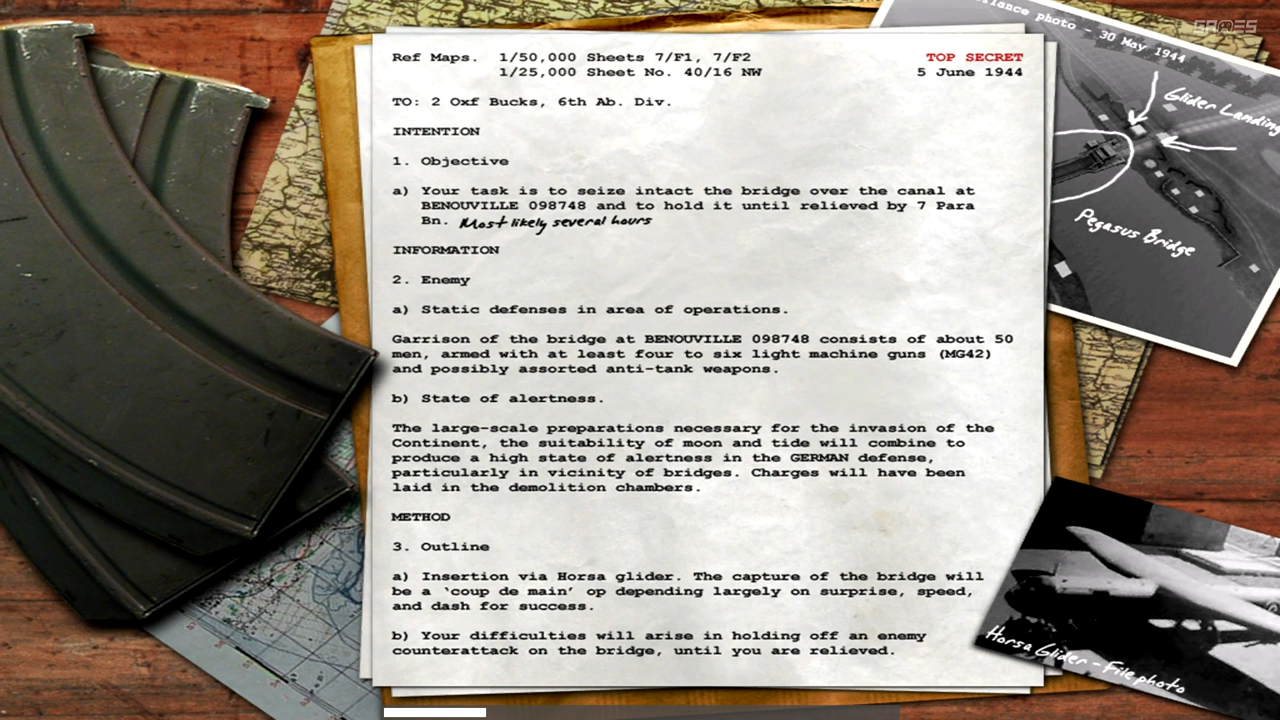 Ref Maps. 1/50,000 Sheets 7/F1, 7/F2
1/25,000 Sheet No. 40/16 NW
TOP SECRET
5 June 1944
TO: 2 Oxf Bucks, 6th Ab. Div.
INTENTION
1. Objective
a) Your task is to seize intact the bridge over the canal at
BENOUVILLE 098748 and to hold it until relieved by 7 Para
Bn. Most likely several hours
INFORMATION
2. Enemy
a) Static defenses in area of operations.
Garrison of the bridge at BENOUVILLE 098748 consists of about 50
men, armed with at least four to six light machine guns (MG42)
and possibly assorted anti-tank weapons.
b) State of alertness.
The large-scale preparations necessary for the invasion of the
Continent, the suitability of moon and tide will combine to
produce a high state of alertness in the GERMAN defense,
particularly in vicinity of bridges. Charges will have been
laid in the demolition chambers.
METHOD
3. Outline
a) Insertion via Horsa glider. The capture of the bridge will
be a 'coup de main' op depending largely on surprise, speed,
and dash for success.
b) Your difficulties will arise in holding off an enemy
counterattack on the bridge, until you are relieved.
photo - 30 May 1944
Glider Landing
Pegasus Bridge
Horsa Glider - File photo
GAMES